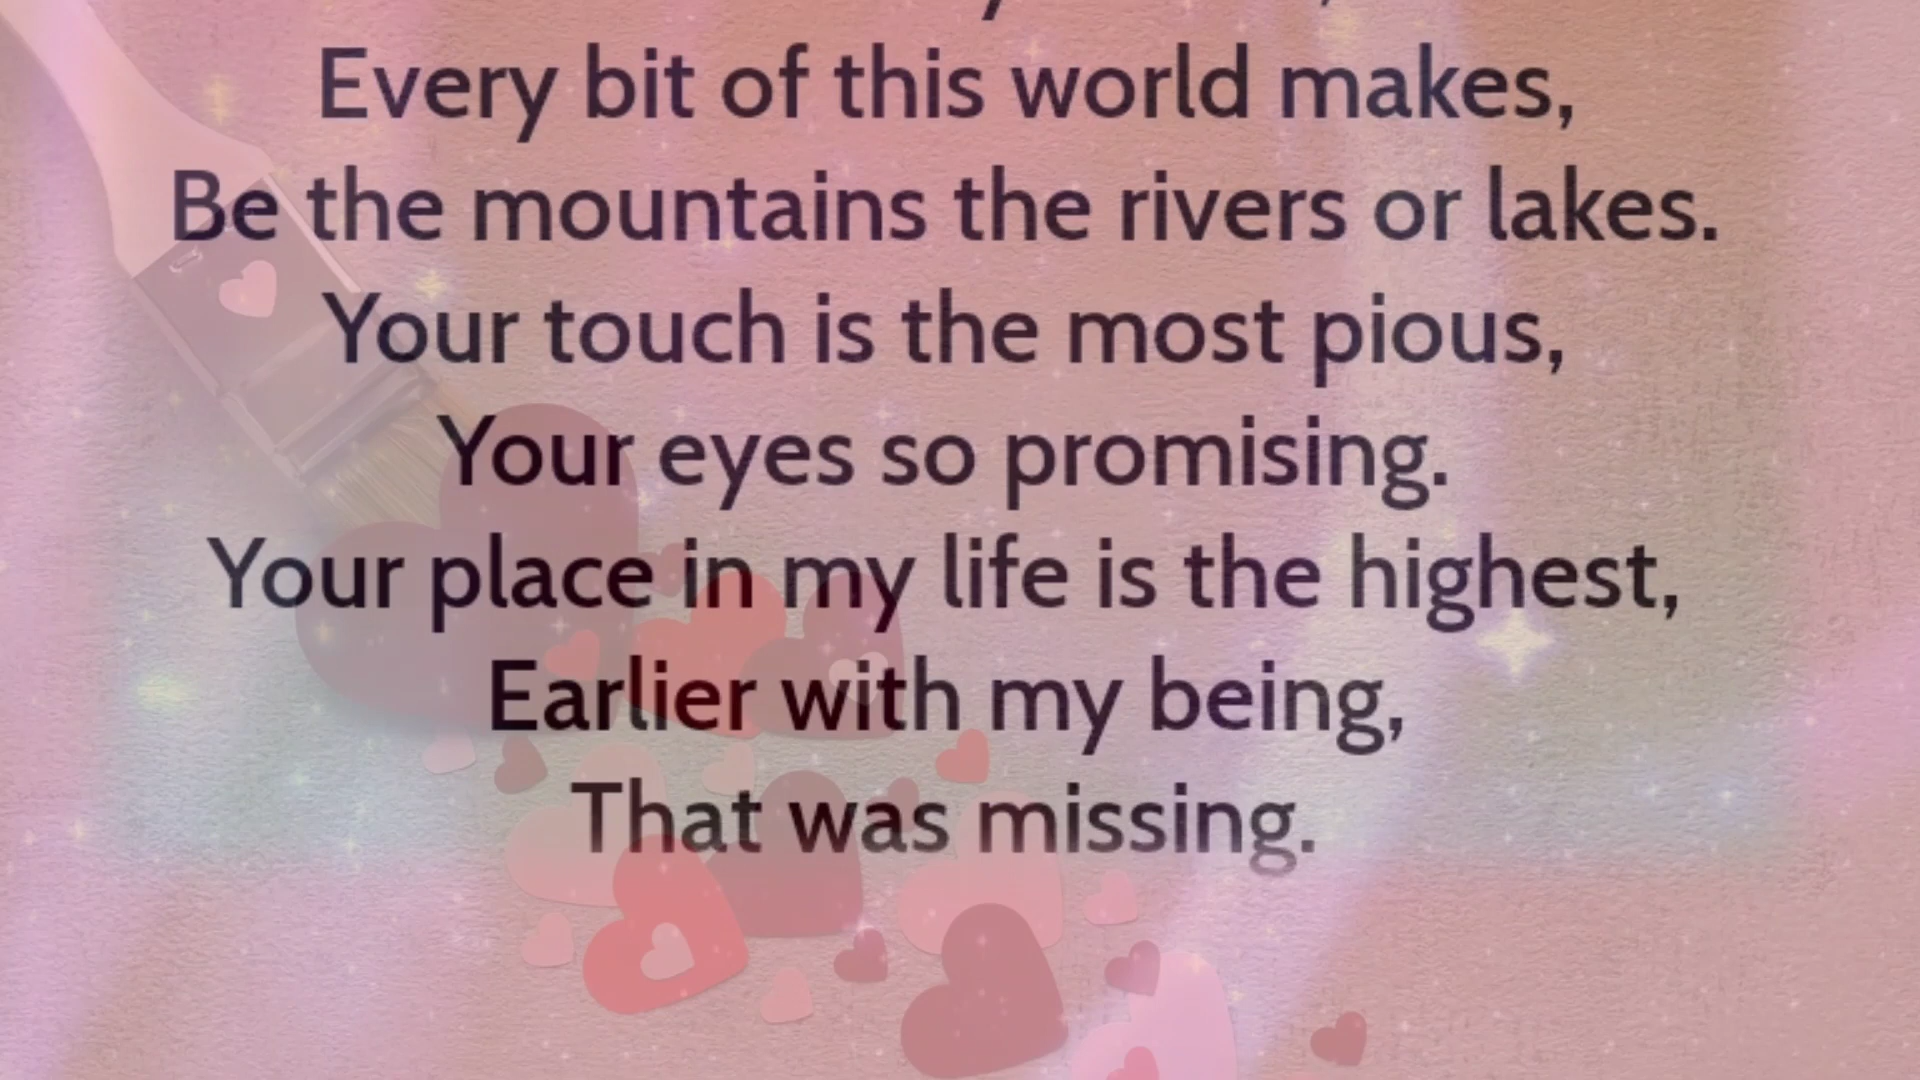 Every bit of this world makes,
Be the mountains the rivers or lakes.
Your touch is the most pious,
Your eyes so promising.
Your place in my life is the highest,
Earlier with my being,
That was missing.